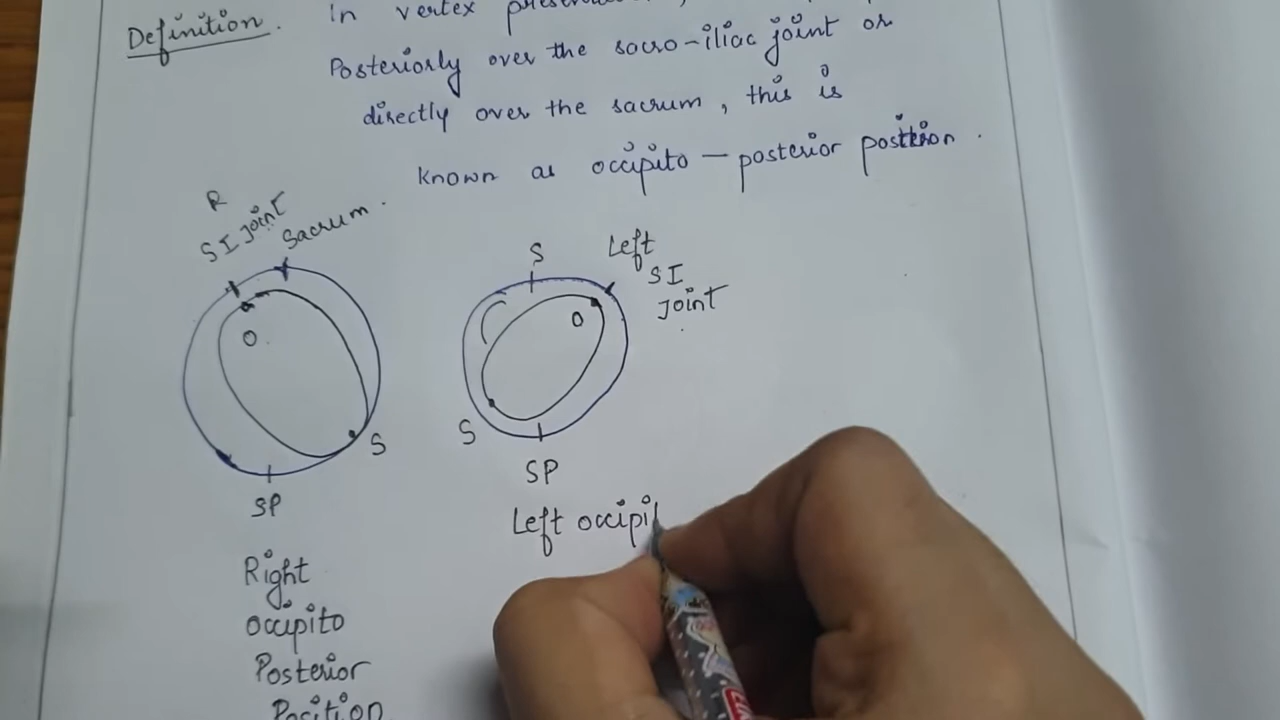 Definition. In vertex
Posteriorly over the sacro-iliac joint or
directly over the sacrum, this is
known as occipito - posterior position.
R
SI Joint
Sacrum.
O
S
SP
Right
Occipito
Posterior
Position
S
Left
SI
Joint
O
S
SP
Left occipit